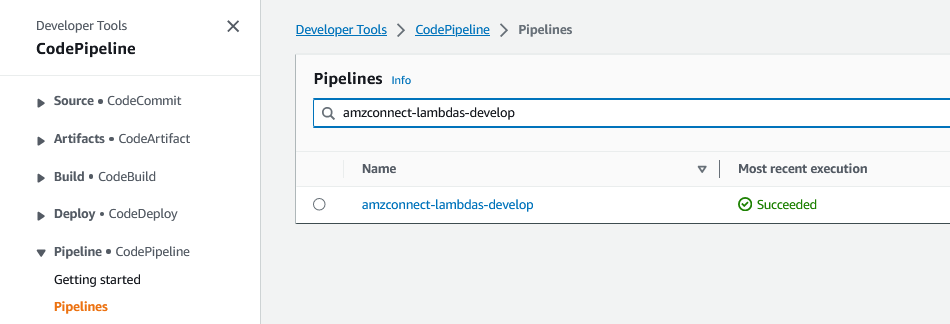 Developer Tools
CodePipeline
Source • CodeCommit
Artifacts • CodeArtifact
Build • CodeBuild
Deploy • CodeDeploy
Pipeline • CodePipeline
Getting started
Pipelines
Developer Tools > CodePipeline > Pipelines
Pipelines Info
amzconnect-lambdas-develop
Name Most recent execution
amzconnect-lambdas-develop Succeeded